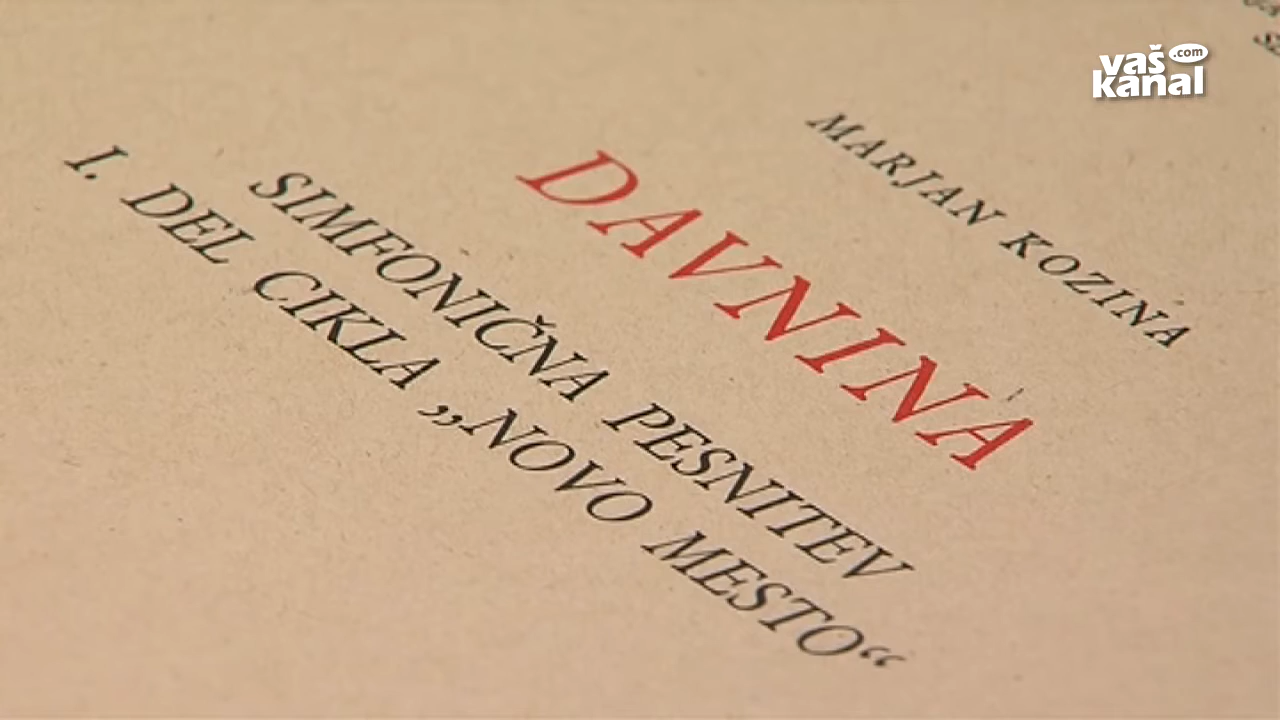 vaš .com
kanal
MARJAN KOZINA
DAVNINA
SIMFONIČNA PESNITEV
I. DEL CIKLA „NOVO MESTO“